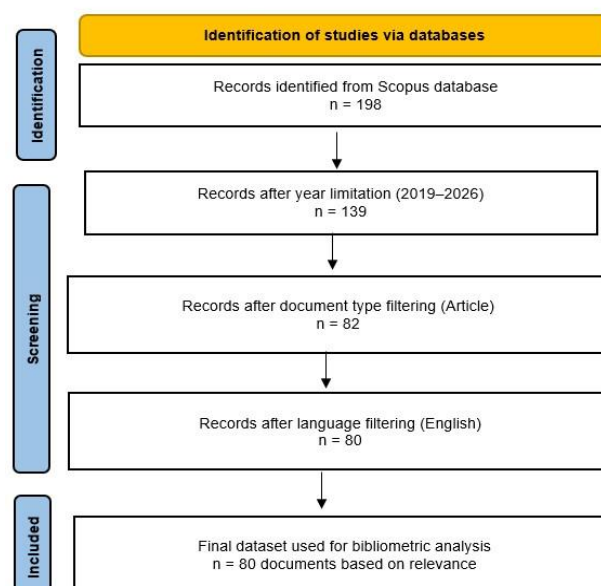 Identification of studies via databases
Identification
Records identified from Scopus database
n = 198
Screening
Records after year limitation (2019–2026)
n = 139
Records after document type filtering (Article)
n = 82
Records after language filtering (English)
n = 80
Included
Final dataset used for bibliometric analysis
n = 80 documents based on relevance